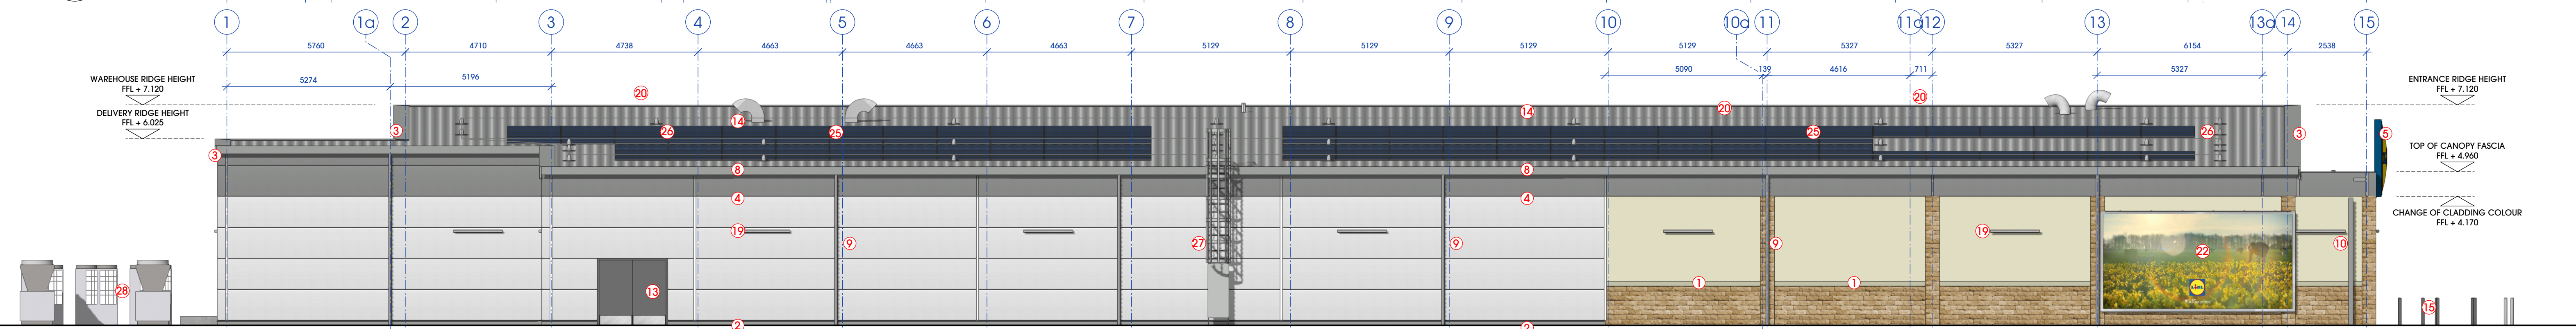 1 1a 2 3 4 5 6 7 8 9 10 10a 11 11a 12 13 13a 14 15
5760 4710 4738 4663 4663 4663 5129 5129 5129 5129 5327 5327 6154 2538
5274 5196 5090 139 4616 711 5327
WAREHOUSE RIDGE HEIGHT
FFL + 7.120
DELIVERY RIDGE HEIGHT
FFL + 6.025
ENTRANCE RIDGE HEIGHT
FFL + 7.120
TOP OF CANOPY FASCIA
FFL + 4.960
CHANGE OF CLADDING COLOUR
FFL + 4.170
20 20 20
14 14
3 26 25 25 26 3 5
3
8 8
4 4
19 19
9 27 9 9 10
22
28 13 1 1
LIDL
15
2 2